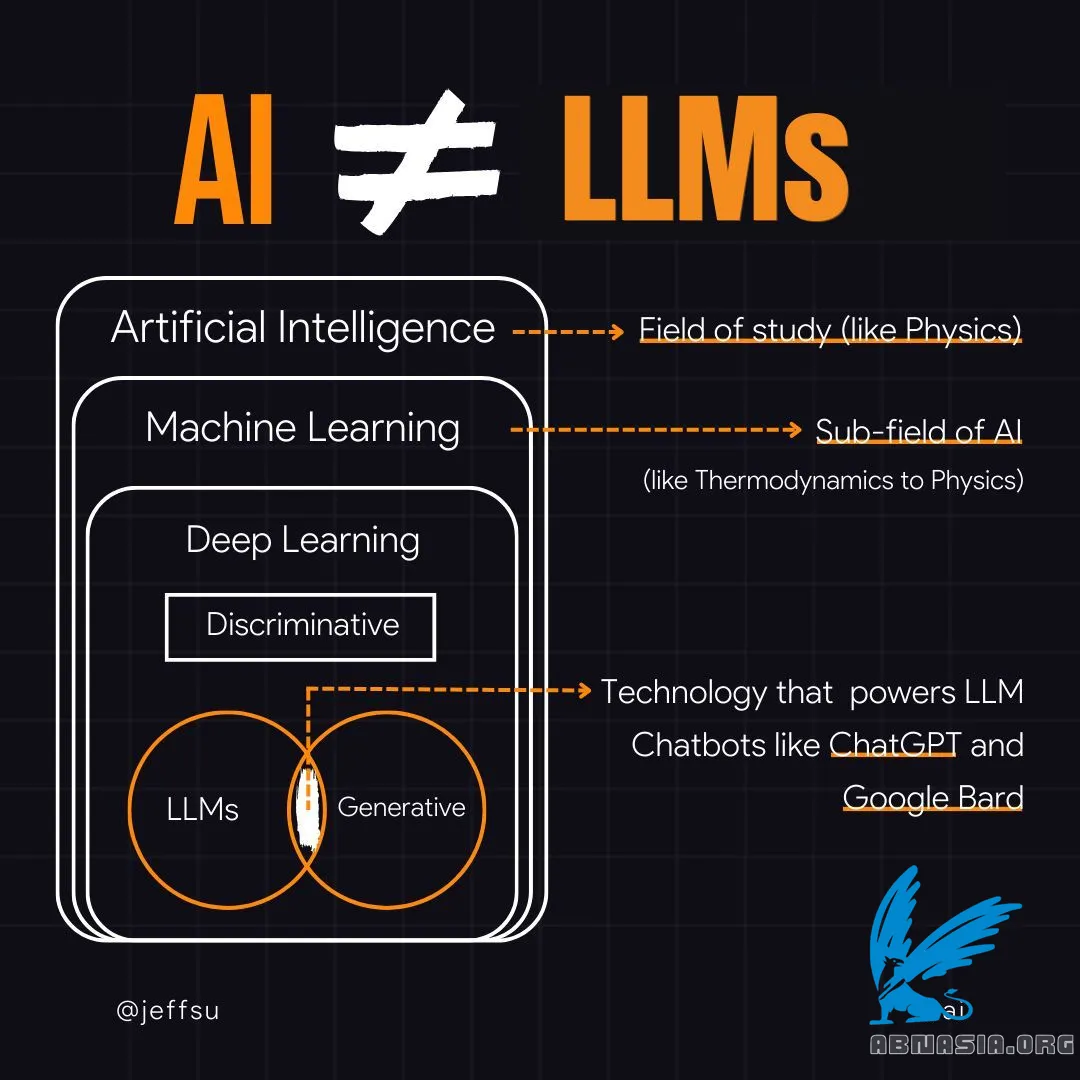 AI ≠ LLMs
Artificial Intelligence
Field of study (like Physics)
Machine Learning
Sub-field of AI
(like Thermodynamics to Physics)
Deep Learning
Discriminative
Technology that powers LLM
Chatbots like ChatGPT and
Google Bard
LLMs
Generative
@jeffsu
ABNASIA.ORG